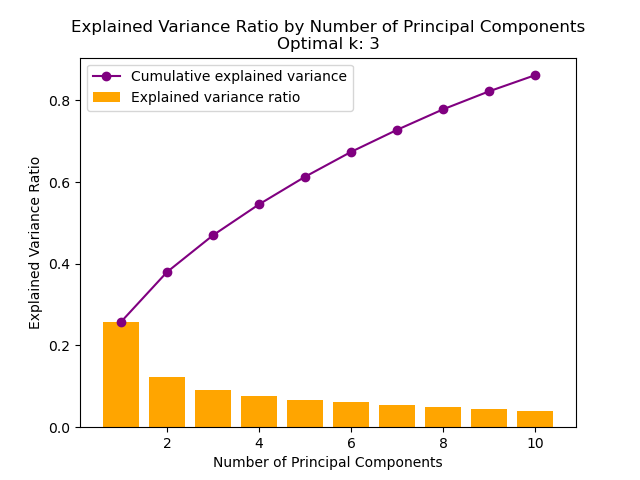 Explained Variance Ratio by Number of Principal Components
Optimal k: 3
Cumulative explained variance
Explained variance ratio
Explained Variance Ratio
0.8
0.6
0.4
0.2
0.0
2 4 6 8 10
Number of Principal Components